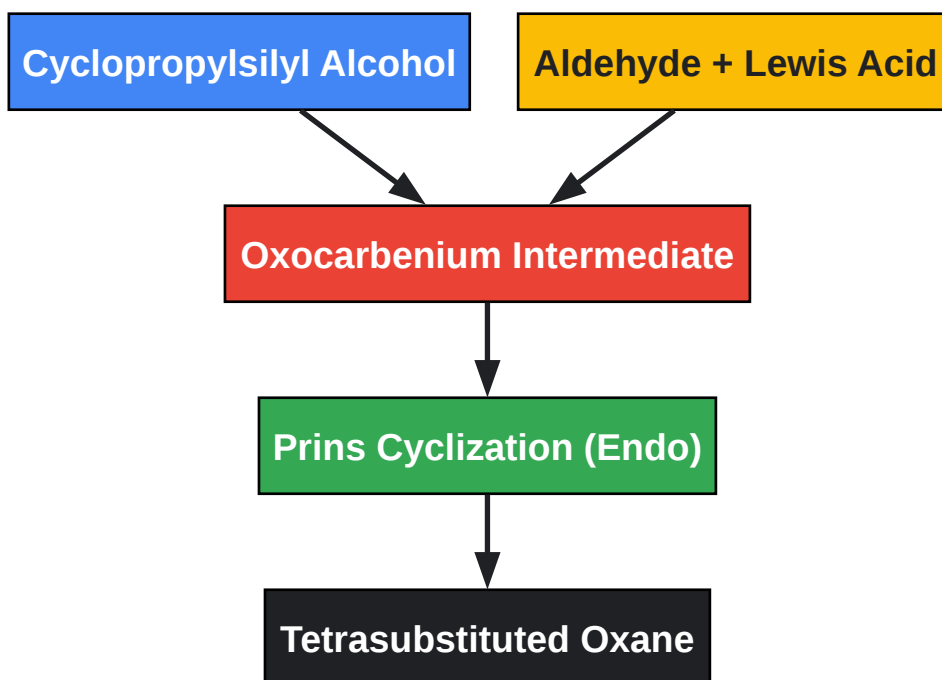 Cyclopropylsilyl Alcohol
Aldehyde + Lewis Acid
Oxocarbenium Intermediate
Prins Cyclization (Endo)
Tetrasubstituted Oxane